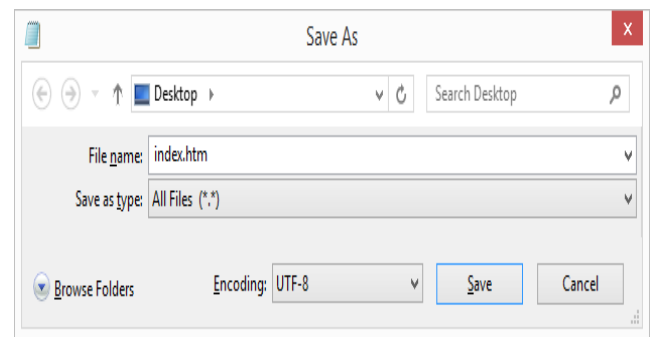 Save As
x
Desktop
Search Desktop
File name: index.htm
Save as type: All Files (*.*)
Browse Folders Encoding: UTF-8 Save Cancel